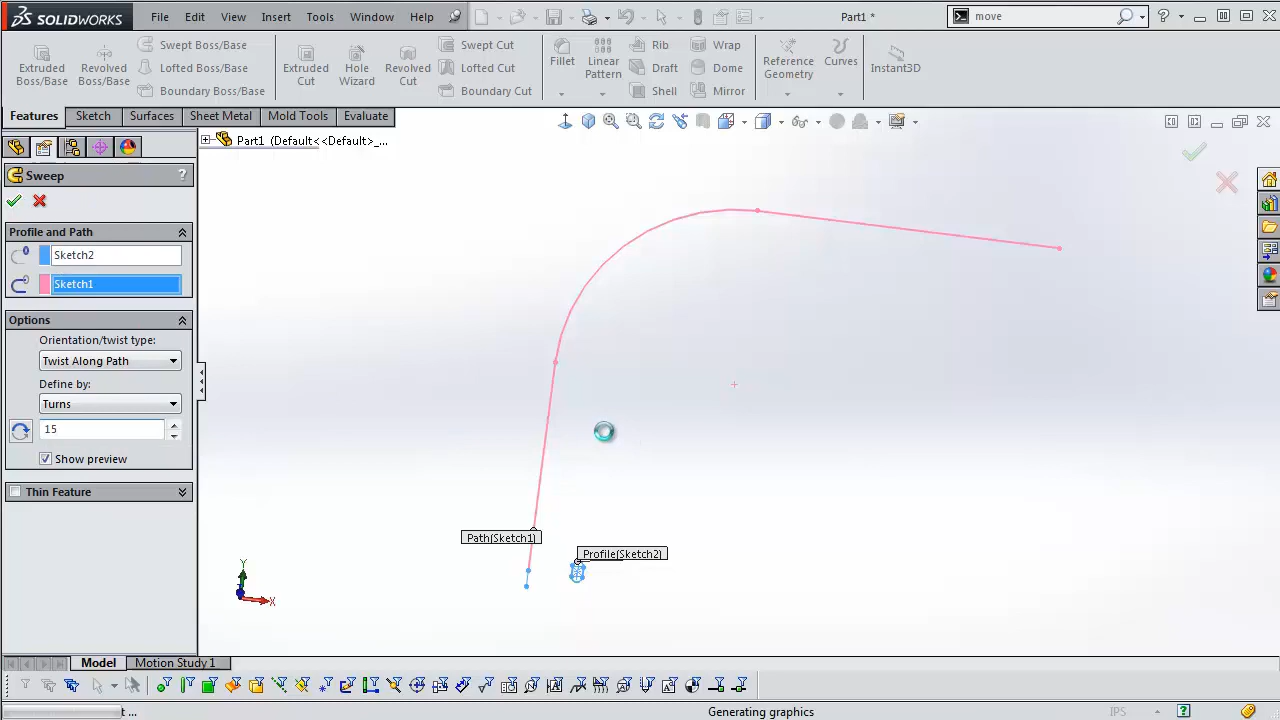 SOLIDWORKS File Edit View Insert Tools Window Help Part1 * move
Extruded Boss/Base
Revolved Boss/Base
Swept Boss/Base
Lofted Boss/Base
Boundary Boss/Base
Extruded Cut
Hole Wizard
Revolved Cut
Swept Cut
Lofted Cut
Boundary Cut
Fillet
Linear Pattern
Rib
Draft
Shell
Wrap
Dome
Mirror
Reference Geometry
Curves
Instant3D
Features Sketch Surfaces Sheet Metal Mold Tools Evaluate
Part1 (Default<<Default>_...
Sweep ?
Profile and Path
Sketch2
Sketch1
Options
Orientation/twist type:
Twist Along Path
Define by:
Turns
15
Show preview
Thin Feature
Path(Sketch1)
Profile(Sketch2)
Y
X
Model Motion Study 1
t ... Generating graphics IPS